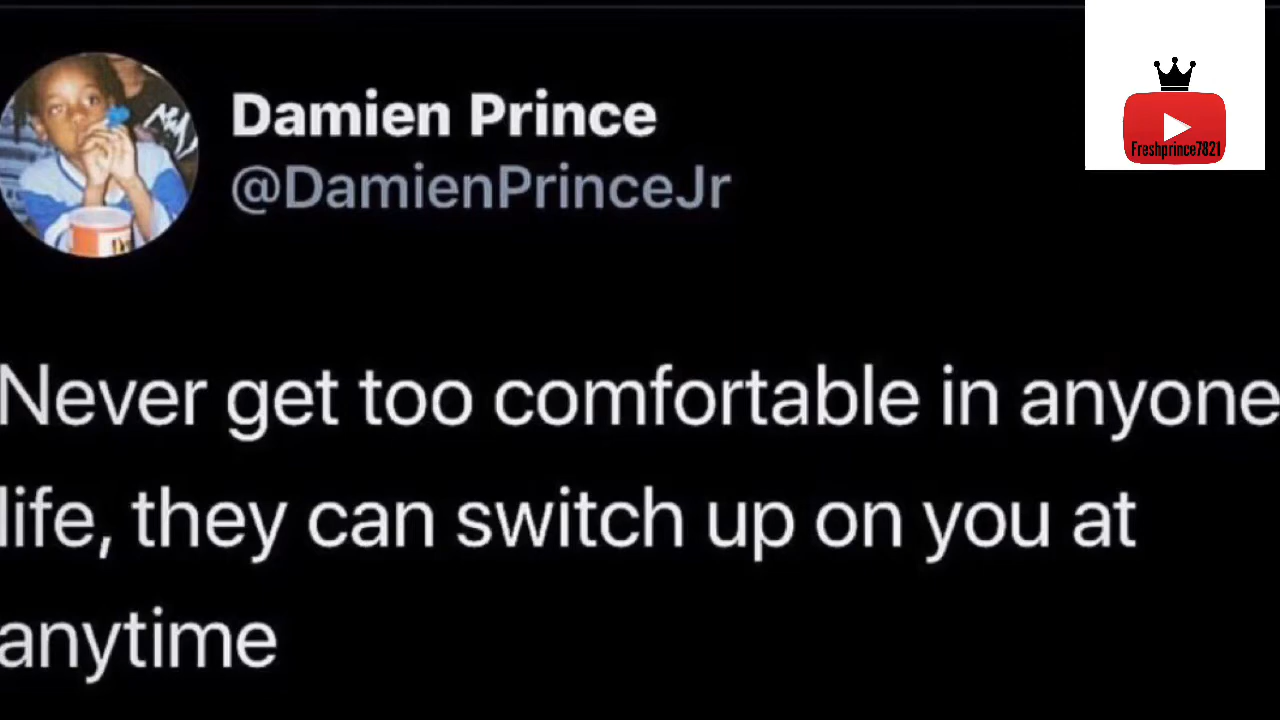 Damien Prince
@DamienPrinceJr
Freshprince7821
Never get too comfortable in anyone
life, they can switch up on you at
anytime